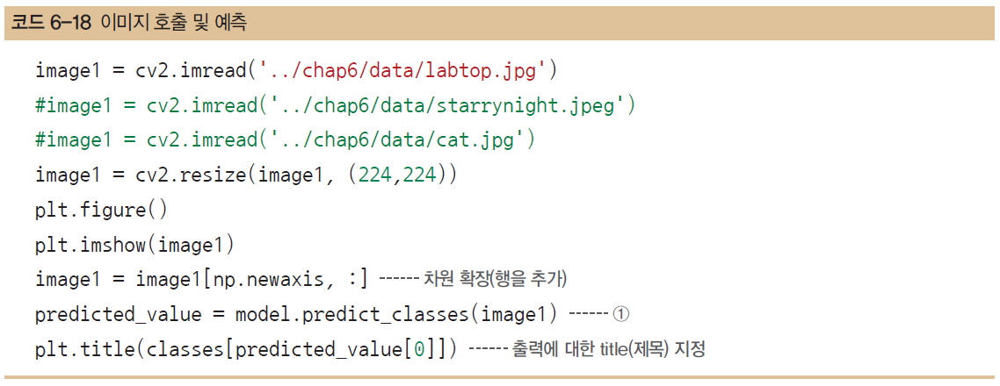 코드 6-18 이미지 호출 및 예측
image1 = cv2.imread('../chap6/data/labtop.jpg')
#image1 = cv2.imread('../chap6/data/starrynight.jpeg')
#image1 = cv2.imread('../chap6/data/cat.jpg')
image1 = cv2.resize(image1, (224,224))
plt.figure()
plt.imshow(image1)
image1 = image1[np.newaxis, :] ------ 차원 확장(행을 추가)
predicted_value = model.predict_classes(image1) ------ ①
plt.title(classes[predicted_value[0]]) ------ 출력에 대한 title(제목) 지정